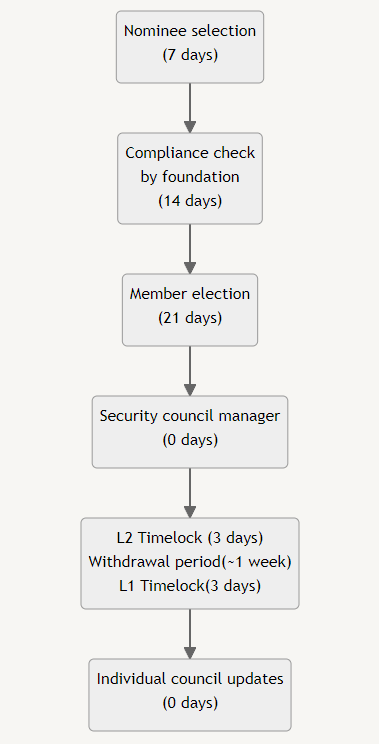 Nominee selection
(7 days)
Compliance check
by foundation
(14 days)
Member election
(21 days)
Security council manager
(0 days)
L2 Timelock (3 days)
Withdrawal period(~1 week)
L1 Timelock(3 days)
Individual council updates
(0 days)